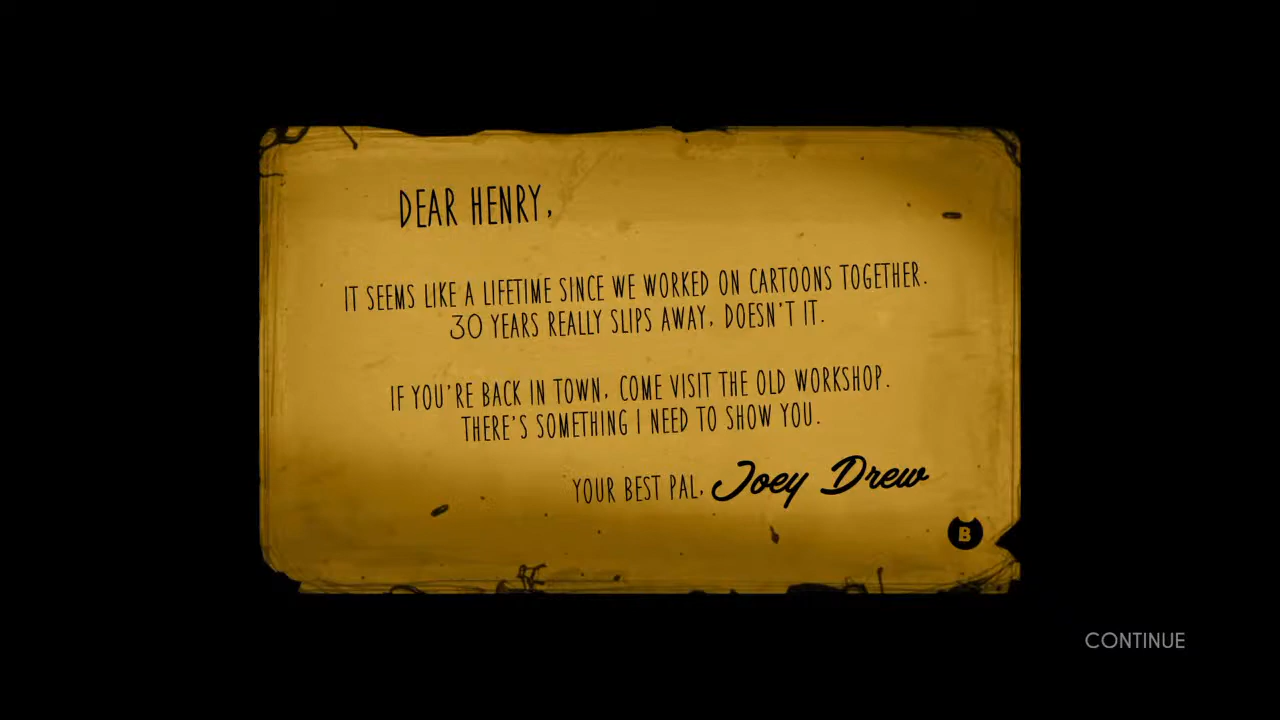 DEAR HENRY,
IT SEEMS LIKE A LIFETIME SINCE WE WORKED ON CARTOONS TOGETHER.
30 YEARS REALLY SLIPS AWAY, DOESN'T IT.
IF YOU'RE BACK IN TOWN, COME VISIT THE OLD WORKSHOP.
THERE'S SOMETHING I NEED TO SHOW YOU.
YOUR BEST PAL, Joey Drew
B
CONTINUE